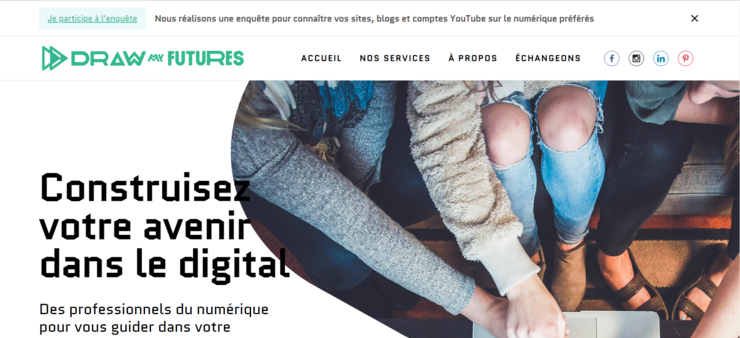 Je participe à l'enquête Nous réalisons une enquête pour connaître vos sites, blogs et comptes YouTube sur le numérique préférés
DRAW MY FUTURES ACCUEIL NOS SERVICES À PROPOS ÉCHANGEONS
Construisez
votre avenir
dans le digital
Des professionnels du numérique
pour vous guider dans votre